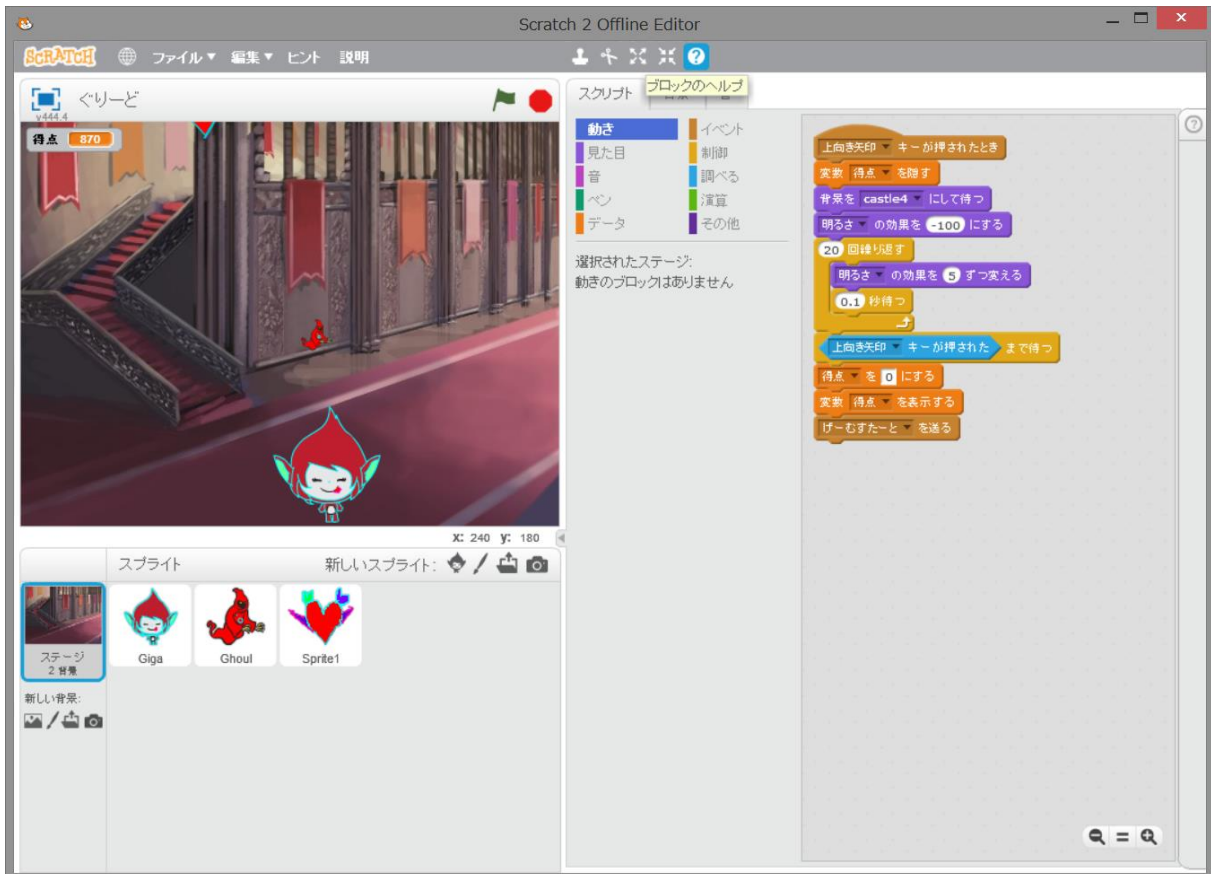 Scratch 2 Offline Editor
SCRATCH ファイル▼ 編集▼ ヒント 説明
ブロックのヘルプ
ぐりーど
v444.4
得点 870
X: 240 y: 180
スプライト 新しいスプライト:
ステージ
2 背景
Giga
Ghoul
Sprite1
新しい背景:
スクリプト
動き
見た目
音
ペン
データ
イベント
制御
調べる
演算
その他
選択されたステージ:
動きのブロックはありません
上向き矢印 キーが押されたとき
変数 得点 を隠す
背景を castle4 にして待つ
明るさ の効果を -100 にする
20 回繰り返す
明るさ の効果を 5 ずつ変える
0.1 秒待つ
上向き矢印 キーが押された まで待つ
得点 を 0 にする
変数 得点 を表示する
げーむすたーと を送る